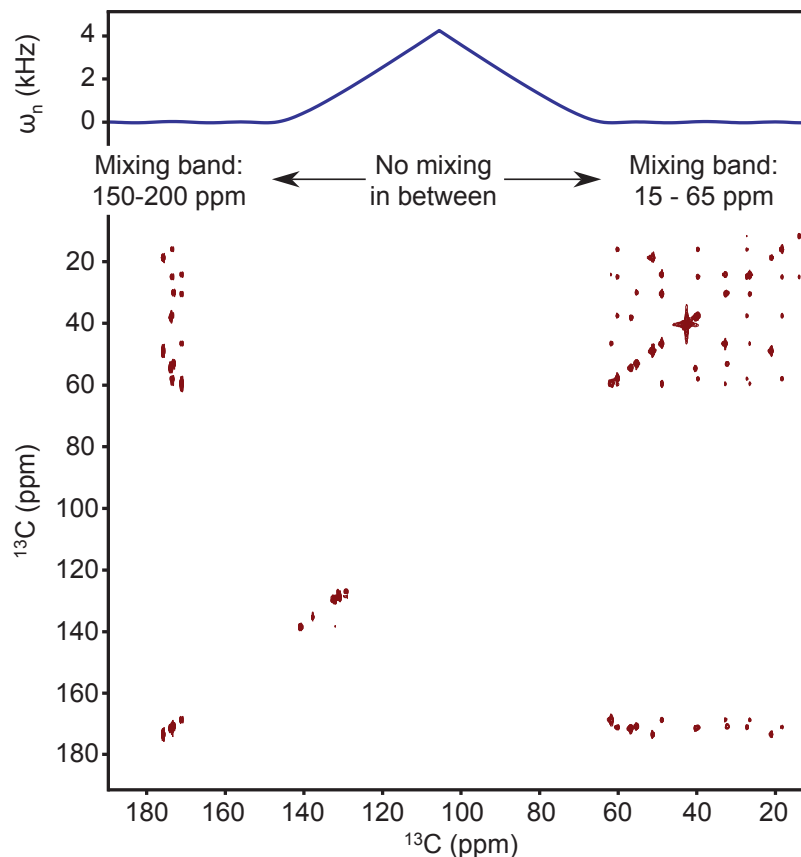 ωn (kHz)
4
2
0
Mixing band:
150-200 ppm
No mixing
in between
Mixing band:
15 - 65 ppm
13C (ppm)
20
40
60
80
100
120
140
160
180
180 160 140 120 100 80 60 40 20
13C (ppm)